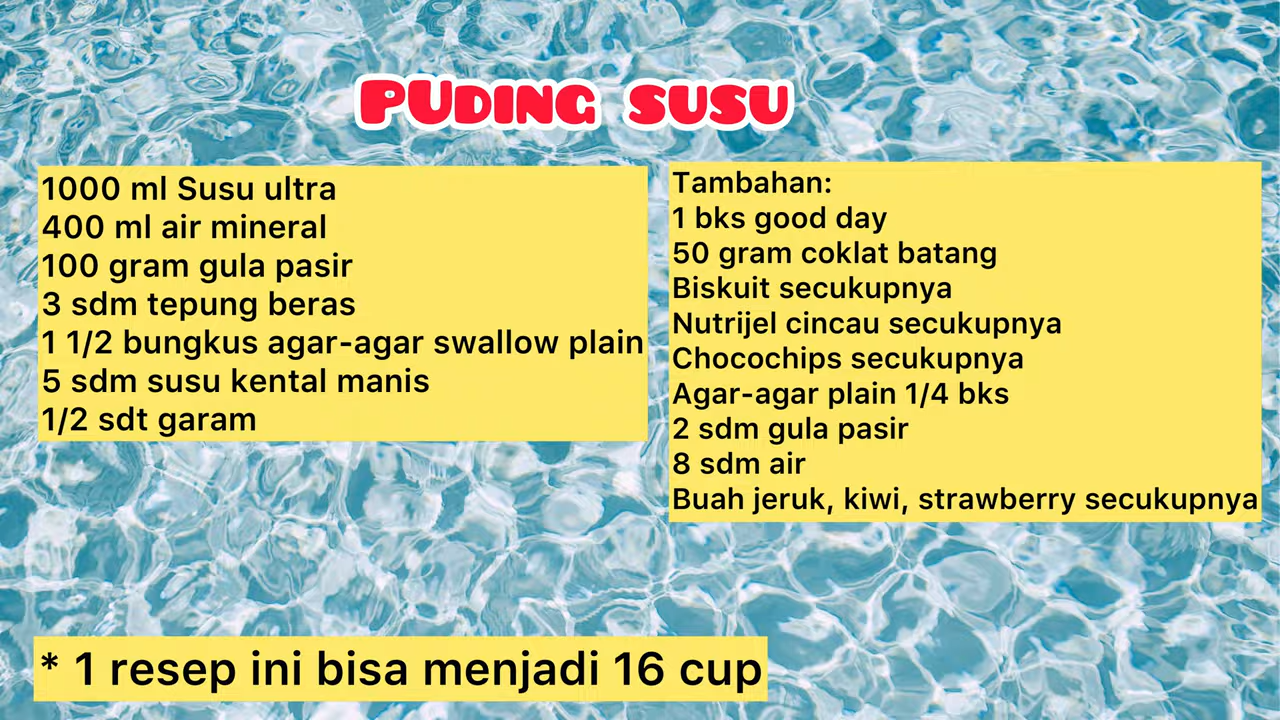 PUDING SUSU
1000 ml Susu ultra
400 ml air mineral
100 gram gula pasir
3 sdm tepung beras
1 1/2 bungkus agar-agar swallow plain
5 sdm susu kental manis
1/2 sdt garam
Tambahan:
1 bks good day
50 gram coklat batang
Biskuit secukupnya
Nutrijel cincau secukupnya
Chocochips secukupnya
Agar-agar plain 1/4 bks
2 sdm gula pasir
8 sdm air
Buah jeruk, kiwi, strawberry secukupnya
* 1 resep ini bisa menjadi 16 cup